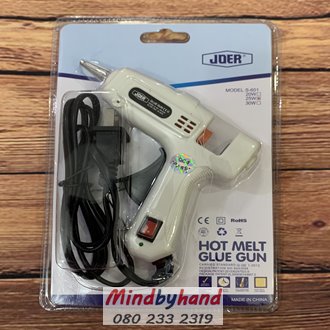 JOER
MODEL S-601
20W
25W
30W
JOER
CE RoHS
HOT MELT
GLUE GUN
MADE IN CHINA
Mindbyhand
080 233 2319